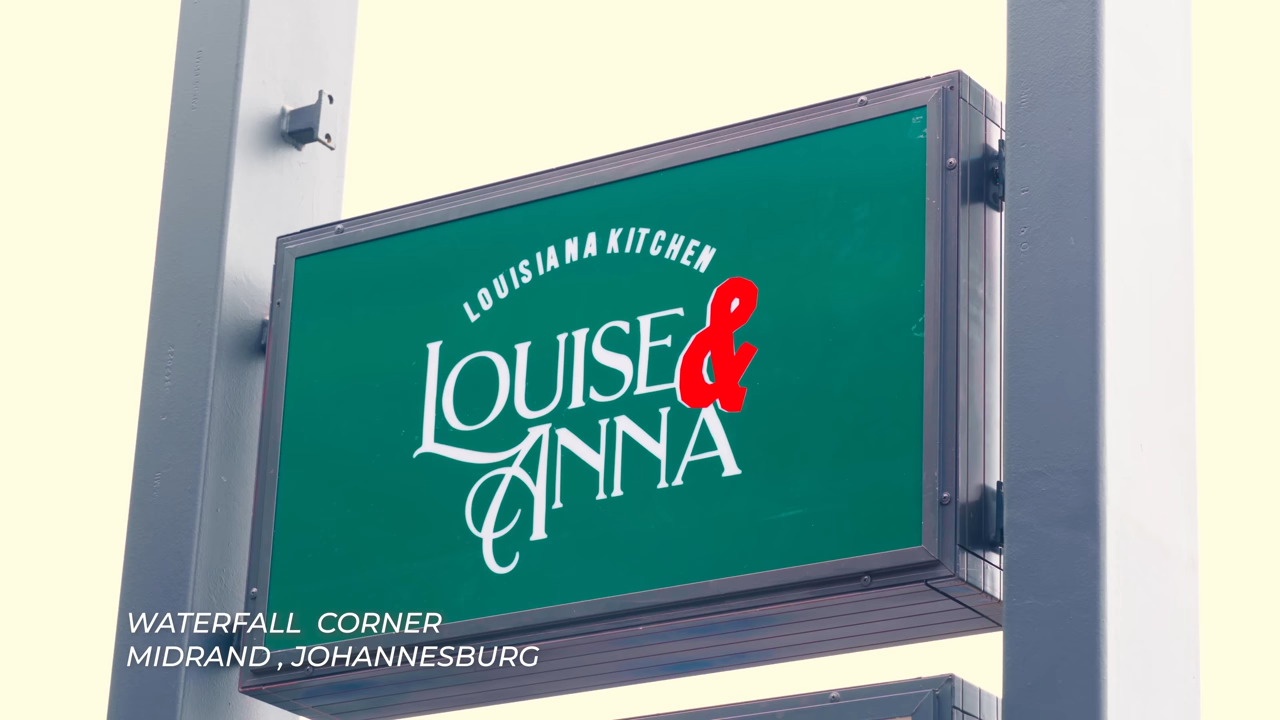 LOUISIANA KITCHEN
LOUISE &
ANNA
WATERFALL CORNER
MIDRAND , JOHANNESBURG